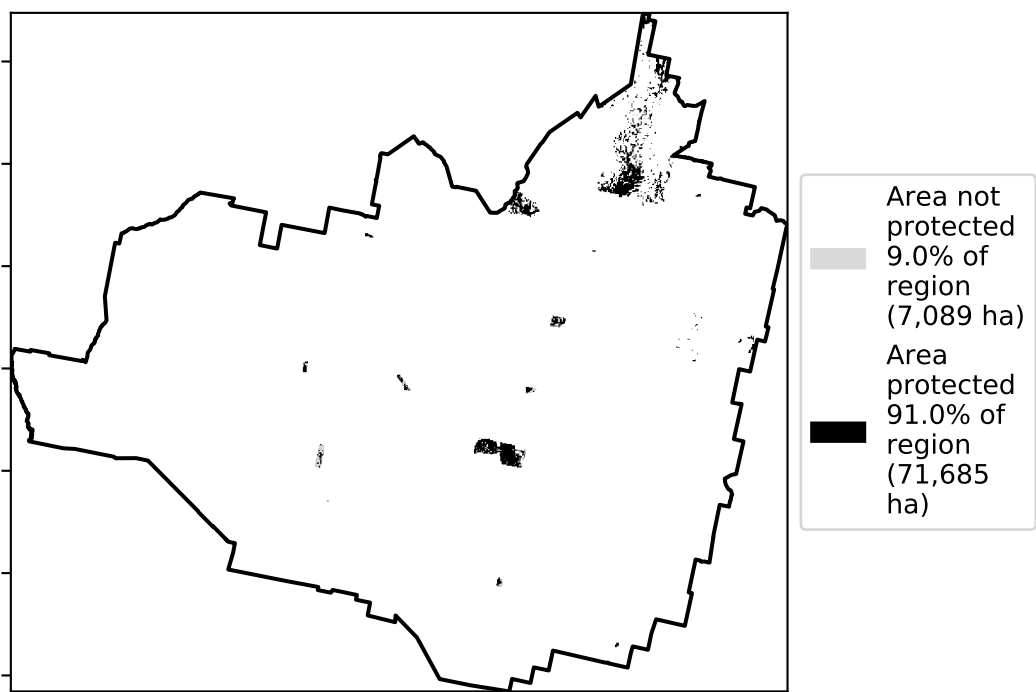 Area not
protected
9.0% of
region
(7,089 ha)
Area
protected
91.0% of
region
(71,685
ha)